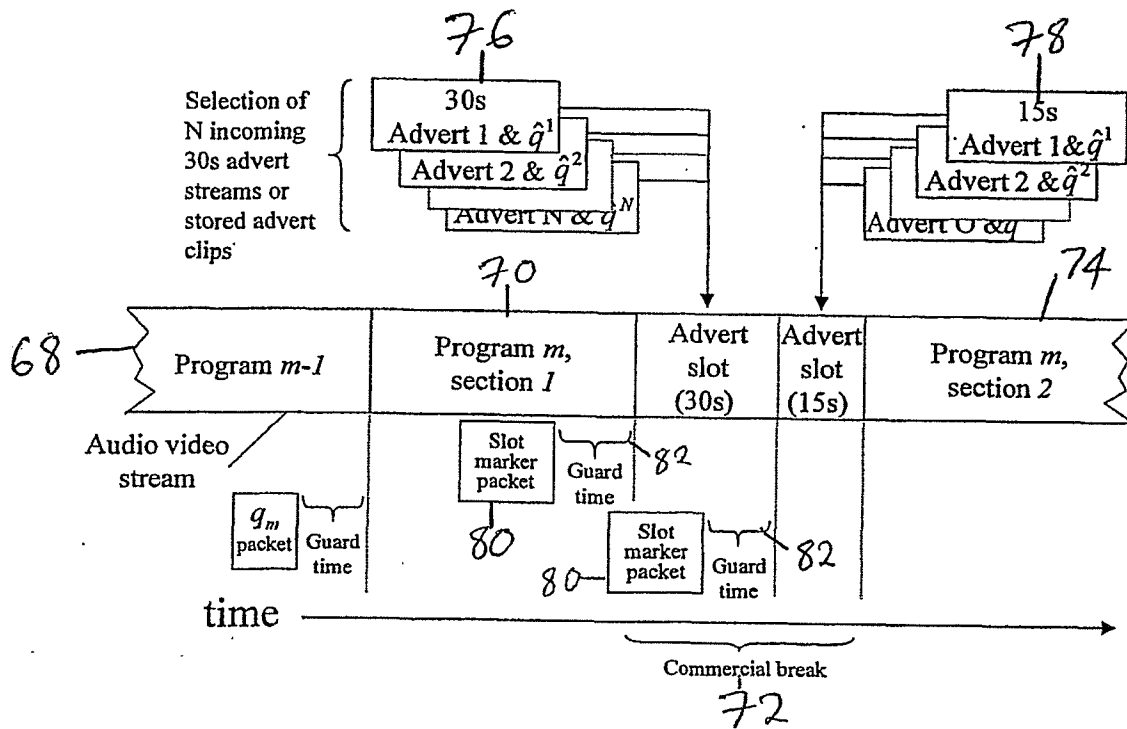 76
78
Selection of
N incoming
30s advert
streams or
stored advert
clips
30s
Advert 1 & q̂¹
Advert 2 & q̂²
Advert N & q̂ᴺ
15s
Advert 1&q̂¹
Advert 2 &q̂²
Advert O &q
70
74
68
Program m-1
Program m,
section 1
Advert
slot
(30s)
Advert
slot
(15s)
Program m,
section 2
Audio video
stream
Slot
marker
packet
Guard
time
82
80
qₘ
packet
Guard
time
Slot
marker
packet
Guard
time
82
80
time
Commercial break
72